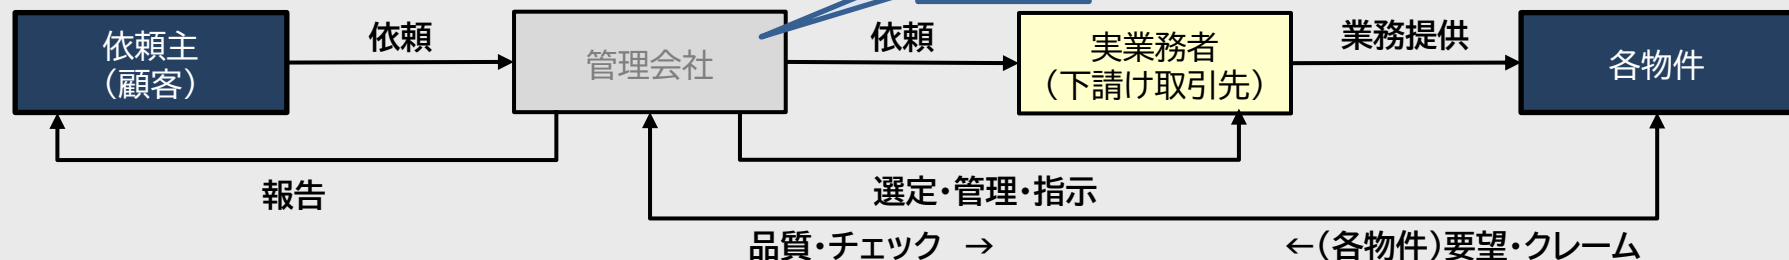 依頼主
（顧客）
依頼
管理会社
依頼
実業務者
（下請け取引先）
業務提供
各物件
報告
選定・管理・指示
品質・チェック →
←（各物件）要望・クレーム